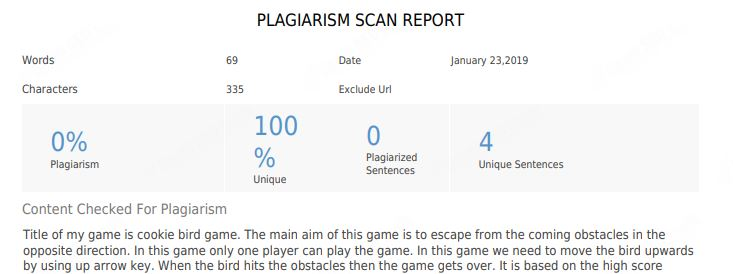 PLAGIARISM SCAN REPORT
Words 69 Date January 23,2019
Characters 335 Exclude Url
0% Plagiarism
100 % Unique
0 Plagiarized Sentences
4 Unique Sentences
Content Checked For Plagiarism
Title of my game is cookie bird game. The main aim of this game is to escape from the coming obstacles in the
opposite direction. In this game only one player can play the game. In this game we need to move the bird upwards
by using up arrow key. When the bird hits the obstacles then the game gets over. It is based on the high score